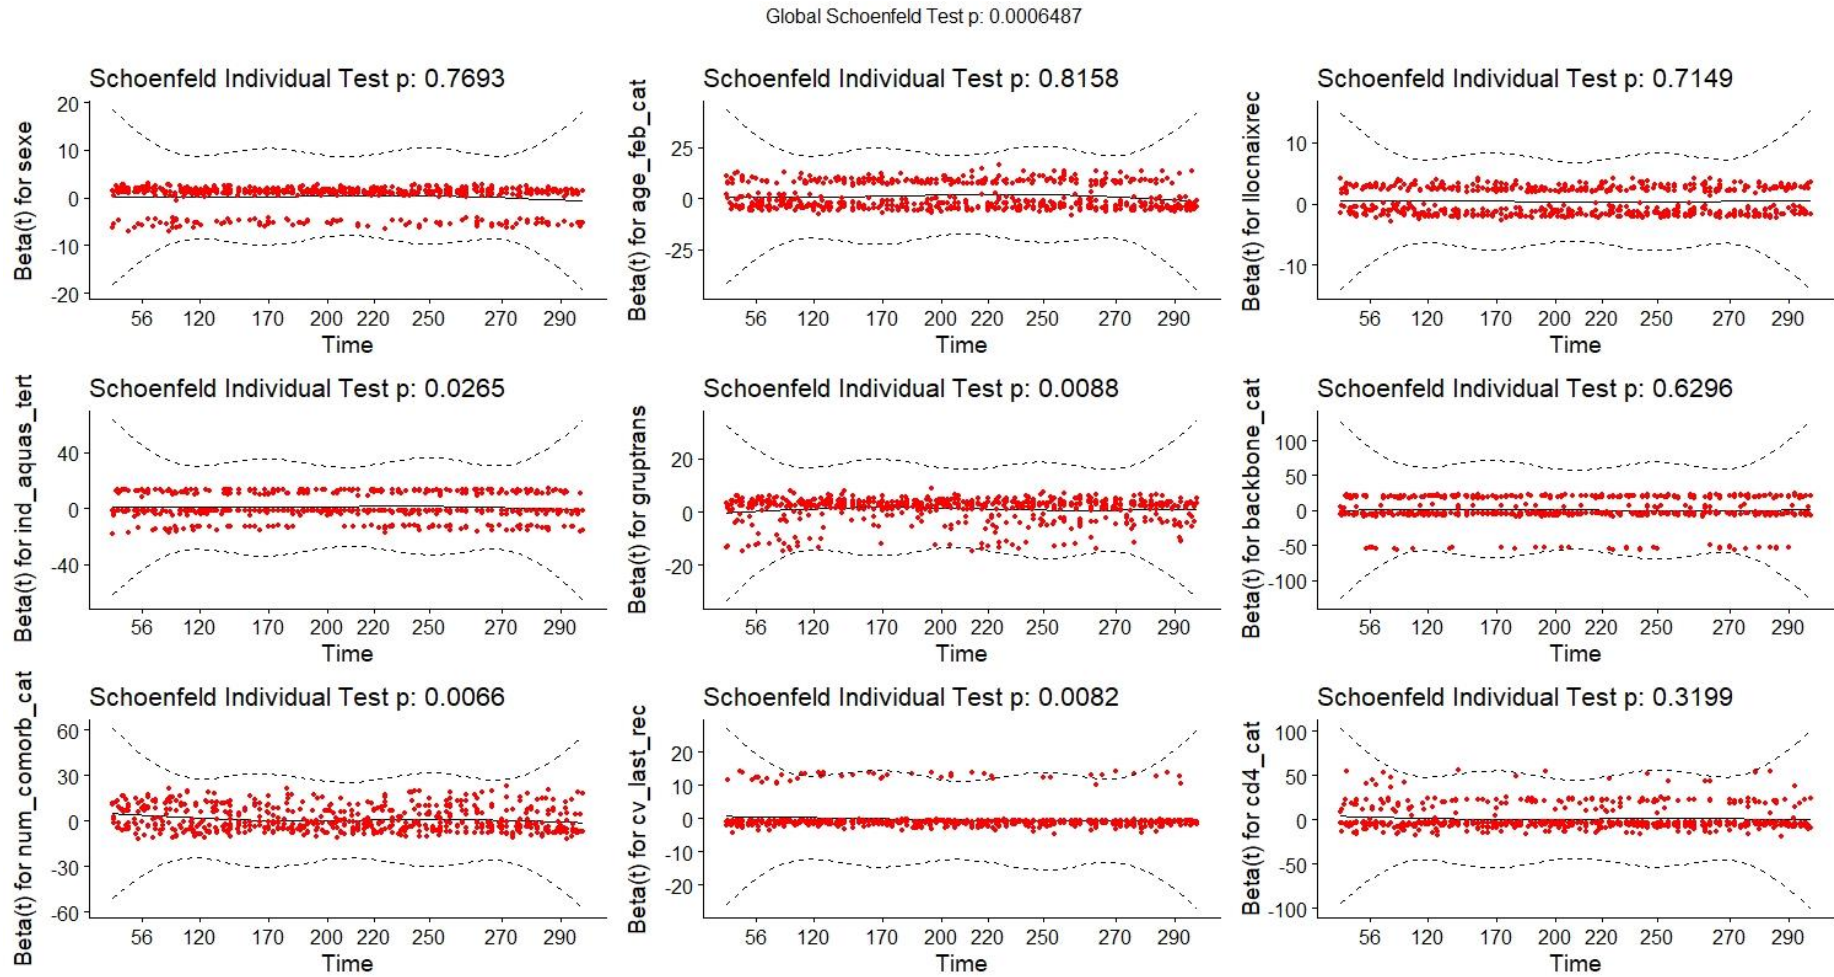 Global Schoenfeld Test p: 0.0006487
Schoenfeld Individual Test p: 0.7693
Beta(t) for sexe
20
10
0
-10
-20
56 120 170 200 220 250 270 290
Time
Schoenfeld Individual Test p: 0.8158
Beta(t) for age_feb_cat
25
0
-25
56 120 170 200 220 250 270 290
Time
Schoenfeld Individual Test p: 0.7149
Beta(t) for llocnaixrec
10
0
-10
56 120 170 200 220 250 270 290
Time
Schoenfeld Individual Test p: 0.0265
Beta(t) for ind_aquas_tert
40
0
-40
56 120 170 200 220 250 270 290
Time
Schoenfeld Individual Test p: 0.0088
Beta(t) for gruptrans
20
0
-20
56 120 170 200 220 250 270 290
Time
Schoenfeld Individual Test p: 0.6296
Beta(t) for backbone_cat
100
50
0
-50
-100
56 120 170 200 220 250 270 290
Time
Schoenfeld Individual Test p: 0.0066
Beta(t) for num_comorb_cat
60
30
0
-30
-60
56 120 170 200 220 250 270 290
Time
Schoenfeld Individual Test p: 0.0082
Beta(t) for cv_last_rec
20
10
0
-10
-20
56 120 170 200 220 250 270 290
Time
Schoenfeld Individual Test p: 0.3199
Beta(t) for cd4_cat
100
50
0
-50
-100
56 120 170 200 220 250 270 290
Time